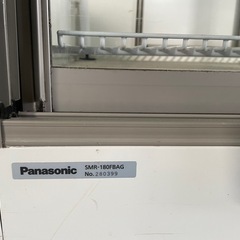 Panasonic
SMR-180FBAG
No. 280399